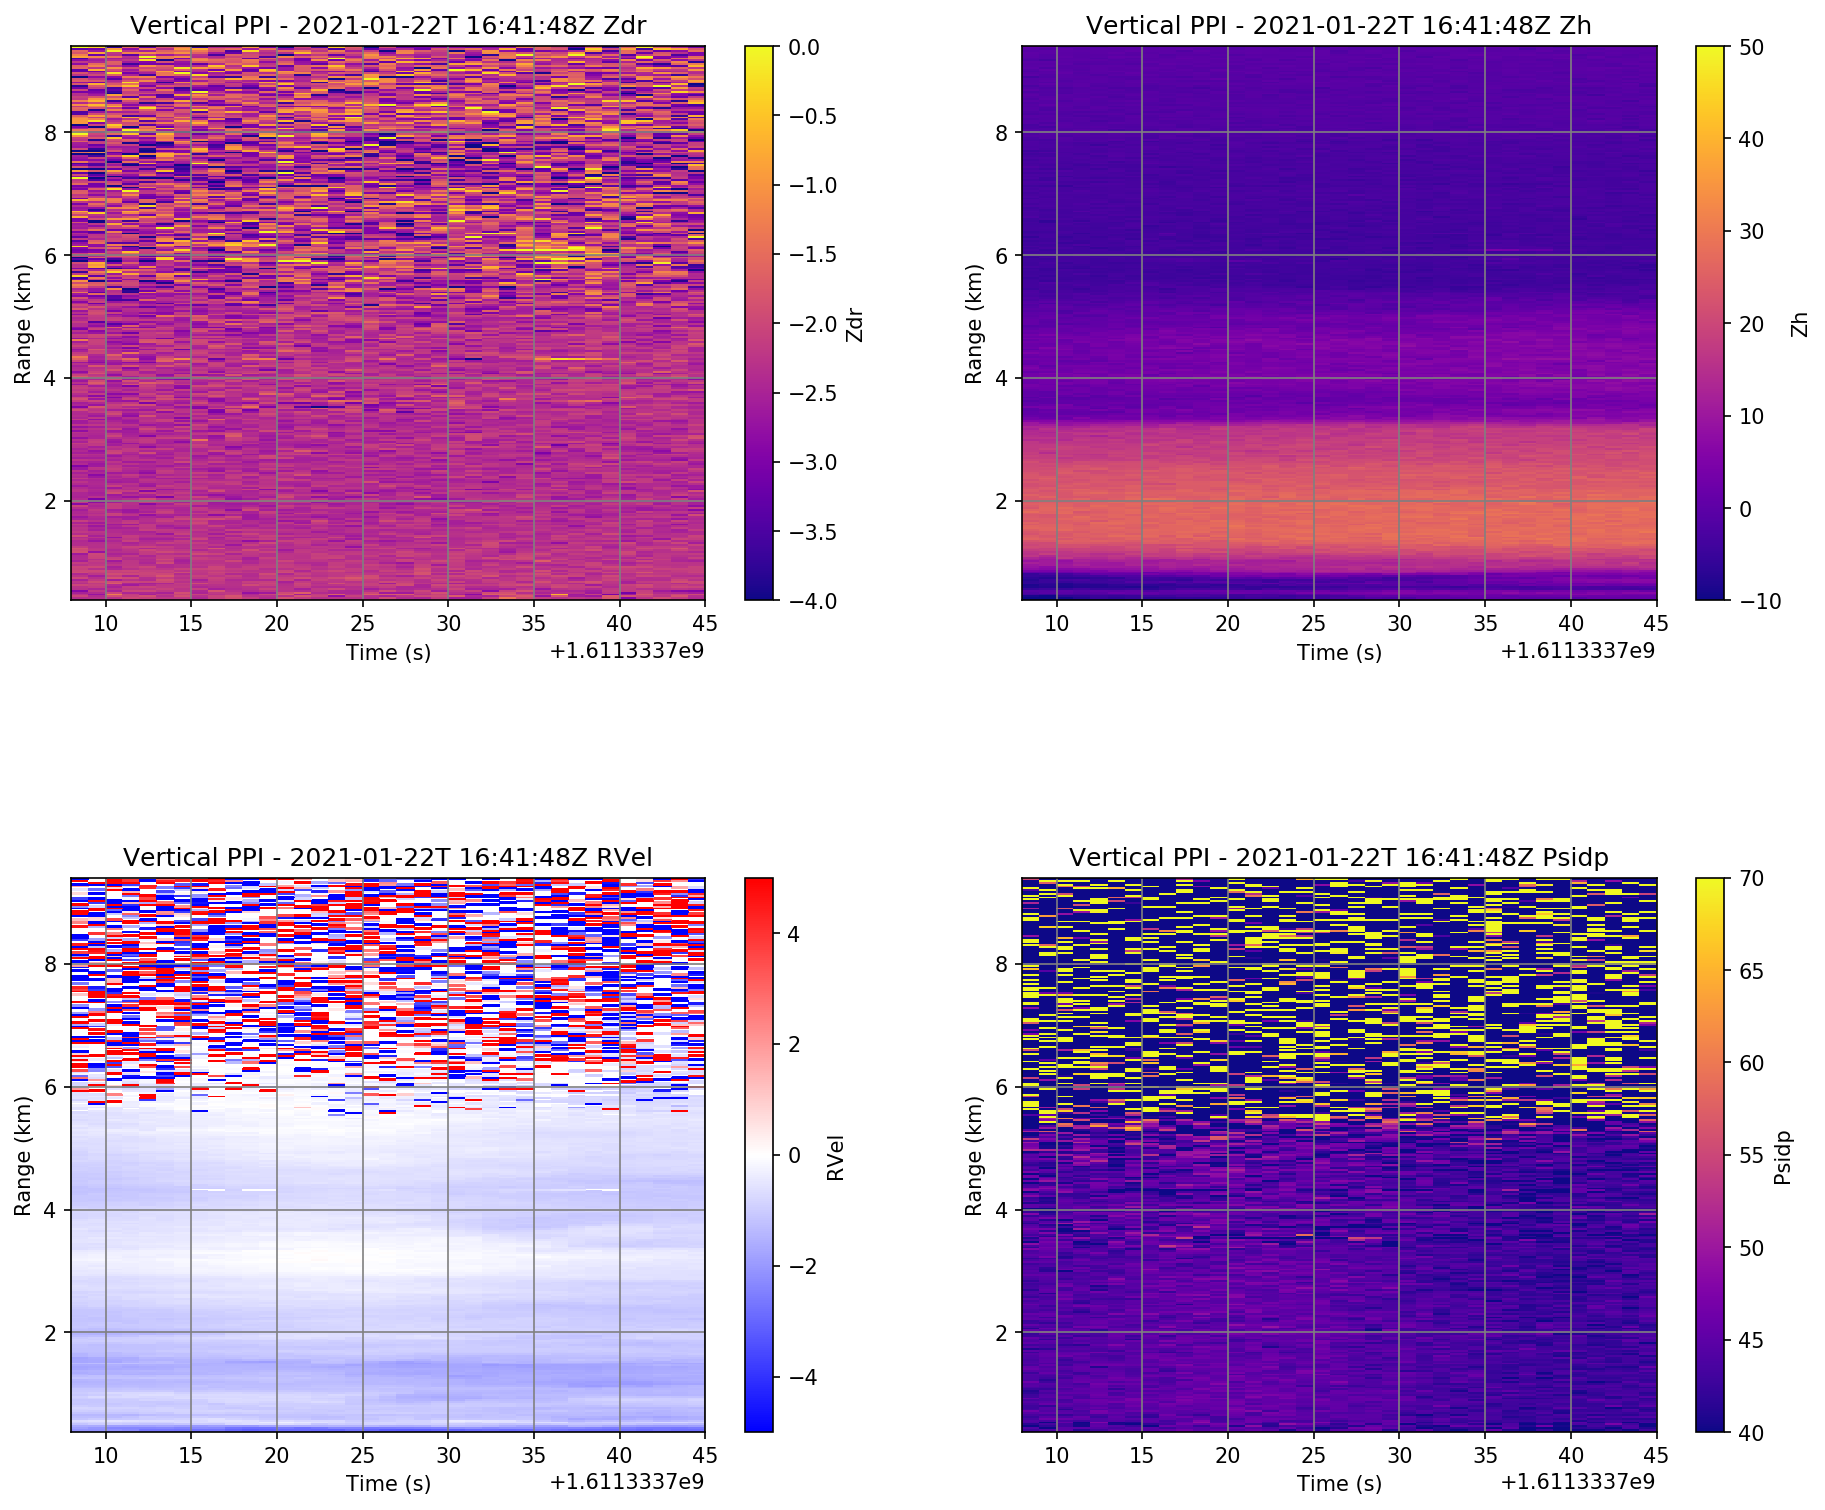 Vertical PPI - 2021-01-22T 16:41:48Z Zdr
Range (km)
8
6
4
2
10 15 20 25 30 35 40 45
Time (s)
+1.6113337e9
0.0
−0.5
−1.0
−1.5
−2.0
−2.5
−3.0
−3.5
−4.0
Zdr
Vertical PPI - 2021-01-22T 16:41:48Z Zh
Range (km)
8
6
4
2
10 15 20 25 30 35 40 45
Time (s)
+1.6113337e9
50
40
30
20
10
0
−10
Zh
Vertical PPI - 2021-01-22T 16:41:48Z RVel
Range (km)
8
6
4
2
10 15 20 25 30 35 40 45
Time (s)
+1.6113337e9
4
2
0
−2
−4
RVel
Vertical PPI - 2021-01-22T 16:41:48Z Psidp
Range (km)
8
6
4
2
10 15 20 25 30 35 40 45
Time (s)
+1.6113337e9
70
65
60
55
50
45
40
Psidp